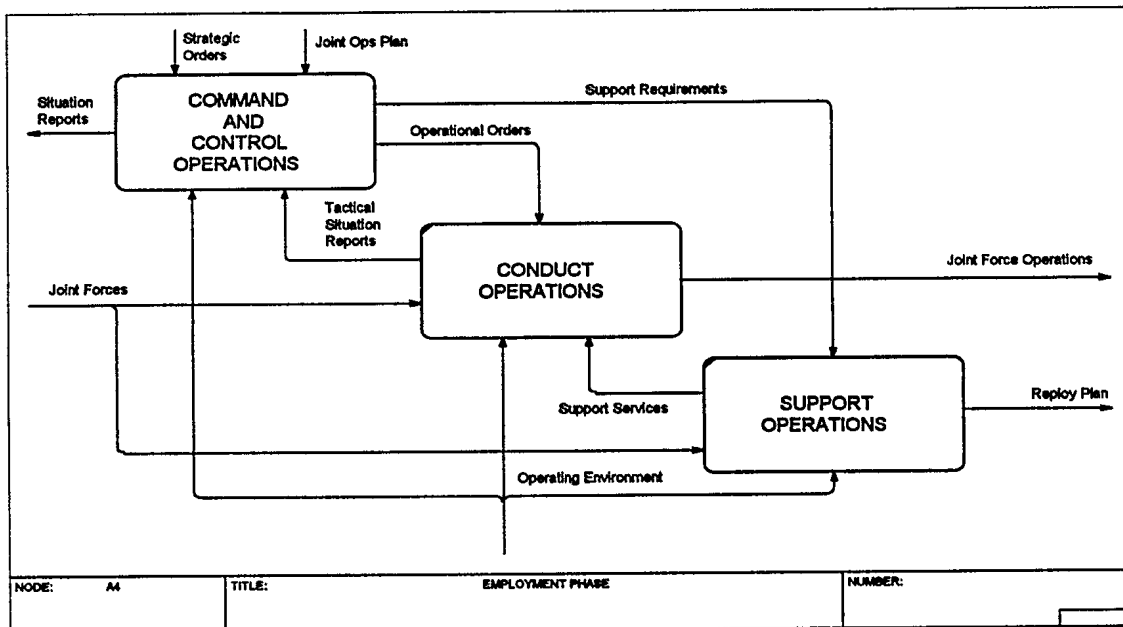 Strategic
Orders
Joint Ops Plan
Situation
Reports
COMMAND
AND
CONTROL
OPERATIONS
Support Requirements
Operational Orders
Tactical
Situation
Reports
CONDUCT
OPERATIONS
Joint Force Operations
Joint Forces
Support Services
SUPPORT
OPERATIONS
Reploy Plan
Operating Environment
NODE: A4
TITLE: EMPLOYMENT PHASE
NUMBER: